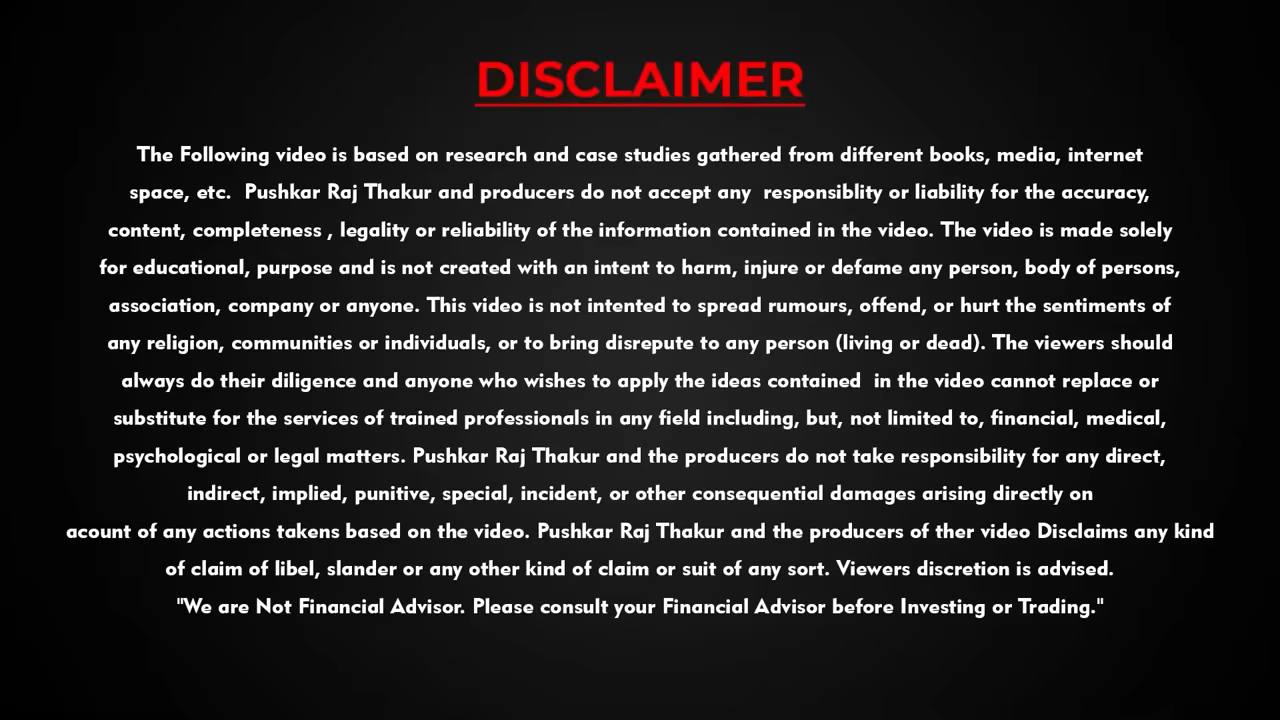 DISCLAIMER
The Following video is based on research and case studies gathered from different books, media, internet
space, etc.  Pushkar Raj Thakur and producers do not accept any  responsiblity or liability for the accuracy,
content, completeness , legality or reliability of the information contained in the video. The video is made solely
for educational, purpose and is not created with an intent to harm, injure or defame any person, body of persons,
association, company or anyone. This video is not intented to spread rumours, offend, or hurt the sentiments of
any religion, communities or individuals, or to bring disrepute to any person (living or dead). The viewers should
always do their diligence and anyone who wishes to apply the ideas contained  in the video cannot replace or
substitute for the services of trained professionals in any field including, but, not limited to, financial, medical,
psychological or legal matters. Pushkar Raj Thakur and the producers do not take responsibility for any direct,
indirect, implied, punitive, special, incident, or other consequential damages arising directly on
acount of any actions takens based on the video. Pushkar Raj Thakur and the producers of ther video Disclaims any kind
of claim of libel, slander or any other kind of claim or suit of any sort. Viewers discretion is advised.
"We are Not Financial Advisor. Please consult your Financial Advisor before Investing or Trading."